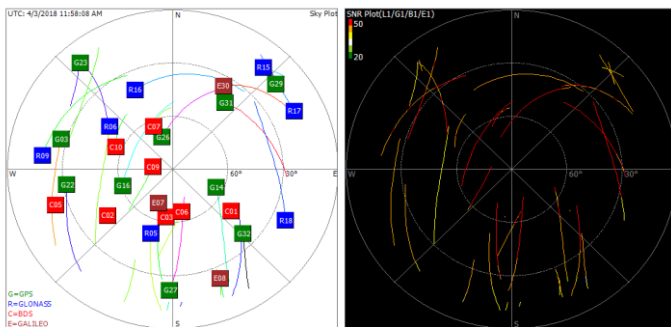 UTC: 4/3/2018 11:58:08 AM
Sky Plot
N
G23
R15
E30
G29
R16
G31
R17
R06
C07
G03
G26
C10
R09
C09
W
60°
30°
E
G22
G16
G14
E07
C05
C06
C01
C02
C03
R18
R05
G32
E08
G27
G=GPS
R=GLONASS
C=BDS
E=GALILEO
S
SNR Plot(L1/G1/B1/E1)
50
20
N
W
60°
30°
E
S